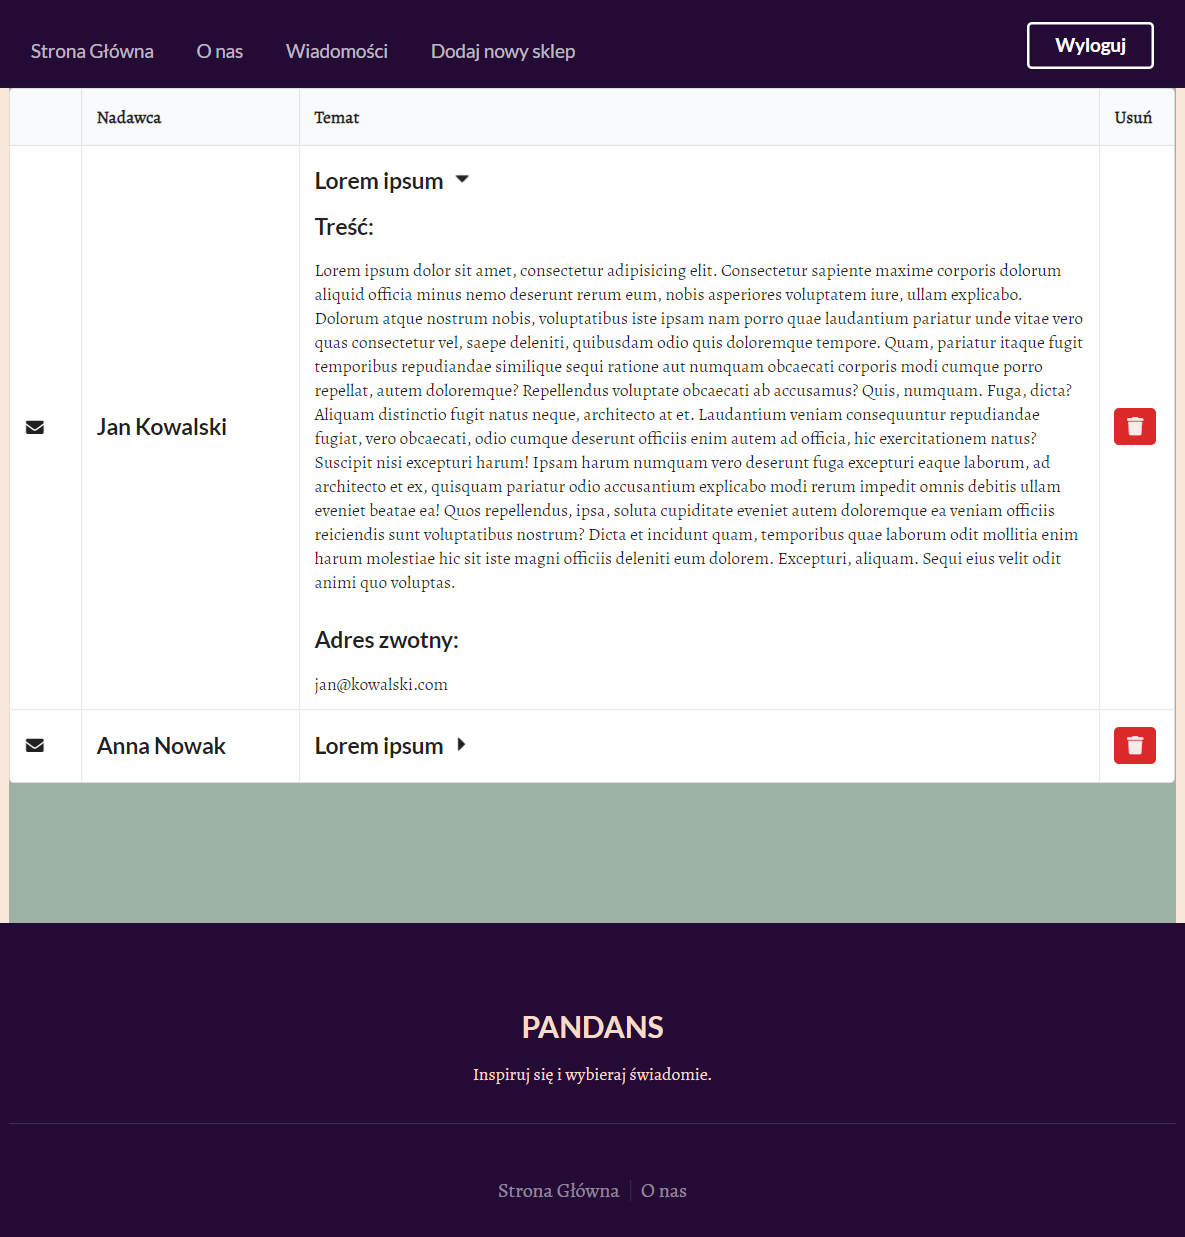 Strona Główna O nas Wiadomości Dodaj nowy sklep Wyloguj
Nadawca Temat Usuń
Lorem ipsum
Treść:
Lorem ipsum dolor sit amet, consectetur adipisicing elit. Consectetur sapiente maxime corporis dolorum
aliquid officia minus nemo deserunt rerum eum, nobis asperiores voluptatem iure, ullam explicabo.
Dolorum atque nostrum nobis, voluptatibus iste ipsam nam porro quae laudantium pariatur unde vitae vero
quas consectetur vel, saepe deleniti, quibusdam odio quis doloremque tempore. Quam, pariatur itaque fugit
temporibus repudiandae similique sequi ratione aut numquam obcaecati corporis modi cumque porro
repellat, autem doloremque? Repellendus voluptate obcaecati ab accusamus? Quis, numquam. Fuga, dicta?
Aliquam distinctio fugit natus neque, architecto at et. Laudantium veniam consequuntur repudiandae
Jan Kowalski
fugiat, vero obcaecati, odio cumque deserunt officiis enim autem ad officia, hic exercitationem natus?
Suscipit nisi excepturi harum! Ipsam harum numquam vero deserunt fuga excepturi eaque laborum, ad
architecto et ex, quisquam pariatur odio accusantium explicabo modi rerum impedit omnis debitis ullam
eveniet beatae ea! Quos repellendus, ipsa, soluta cupiditate eveniet autem doloremque ea veniam officiis
reiciendis sunt voluptatibus nostrum? Dicta et incidunt quam, temporibus quae laborum odit mollitia enim
harum molestiae hic sit iste magni officiis deleniti eum dolorem. Excepturi, aliquam. Sequi eius velit odit
animi quo voluptas.
Adres zwotny:
jan@kowalski.com
Anna Nowak Lorem ipsum
PANDANS
Inspiruj się i wybieraj świadomie.
Strona Główna O nas